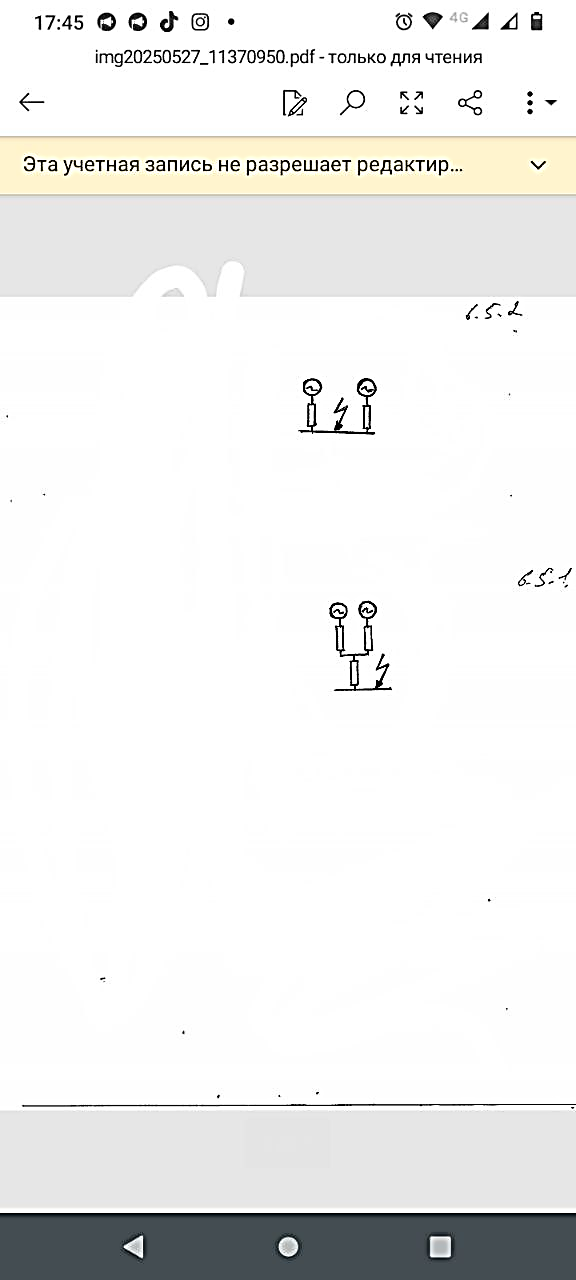 17:45
4G
img20250527_11370950.pdf - только для чтения
Эта учетная запись не разрешает редактир...
6.5.2
6.5.1.